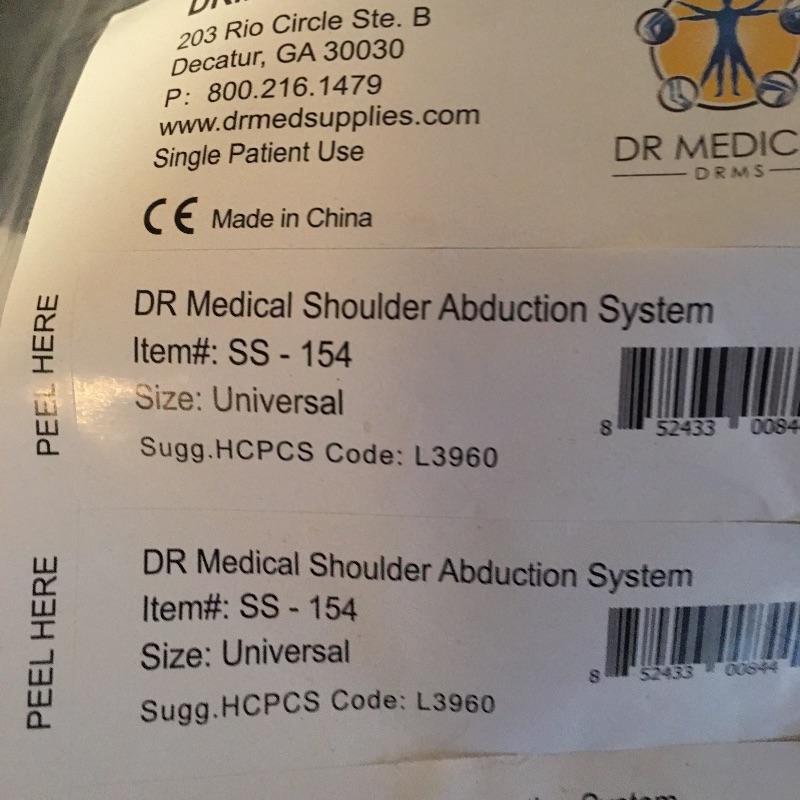 203 Rio Circle Ste. B
Decatur, GA 30030
P: 800.216.1479
www.drmedsupplies.com
Single Patient Use
CE Made in China
DR MEDIC
DRMS
PEEL HERE
DR Medical Shoulder Abduction System
Item#: SS - 154
Size: Universal
Sugg.HCPCS Code: L3960
8 52433 0084
PEEL HERE
DR Medical Shoulder Abduction System
Item#: SS - 154
Size: Universal
Sugg.HCPCS Code: L3960
8 52433 00844